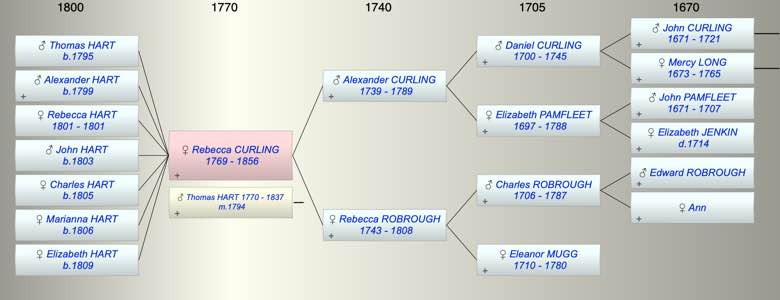 1800
1770
1740
1705
1670
♂ Thomas HART
b.1795
♂ Alexander HART
b.1799
+
♀ Rebecca HART
1801 - 1801
♂ John HART
b.1803
♀ Charles HART
b.1805
♀ Marianna HART
b.1806
♀ Elizabeth HART
b.1809
♀ Rebecca CURLING
1769 - 1856
+
♂ Thomas HART 1770 - 1837
m.1794
+
♂ Alexander CURLING
1739 - 1789
+
♀ Rebecca ROBROUGH
1743 - 1808
+
♂ Daniel CURLING
1700 - 1745
+
♀ Elizabeth PAMFLEET
1697 - 1788
+
♂ Charles ROBROUGH
1706 - 1787
+
♀ Eleanor MUGG
1710 - 1780
+
♂ John CURLING
1671 - 1721
+
♀ Mercy LONG
1673 - 1765
+
♂ John PAMFLEET
1671 - 1707
+
♀ Elizabeth JENKIN
d.1714
+
♂ Edward ROBROUGH
+
♀ Ann
+